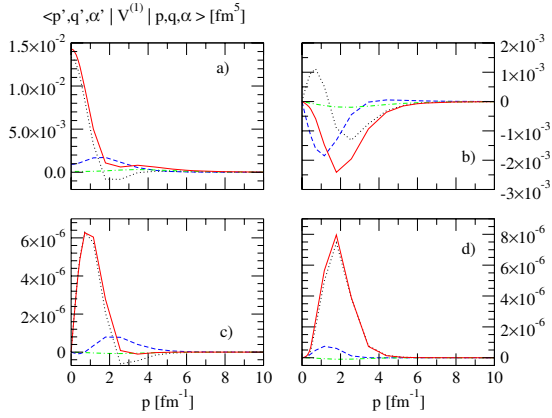 <p’,q’,α’ | V⁽¹⁾ | p,q,α > [fm⁵]
1.5×10⁻²
1.0×10⁻²
5.0×10⁻³
0.0
a)
2×10⁻³
1×10⁻³
0
-1×10⁻³
-2×10⁻³
-3×10⁻³
b)
6×10⁻⁶
4×10⁻⁶
2×10⁻⁶
0
c)
8×10⁻⁶
6×10⁻⁶
4×10⁻⁶
2×10⁻⁶
0
d)
0 2 4 6 8 10
0 2 4 6 8 10
p [fm⁻¹]
p [fm⁻¹]